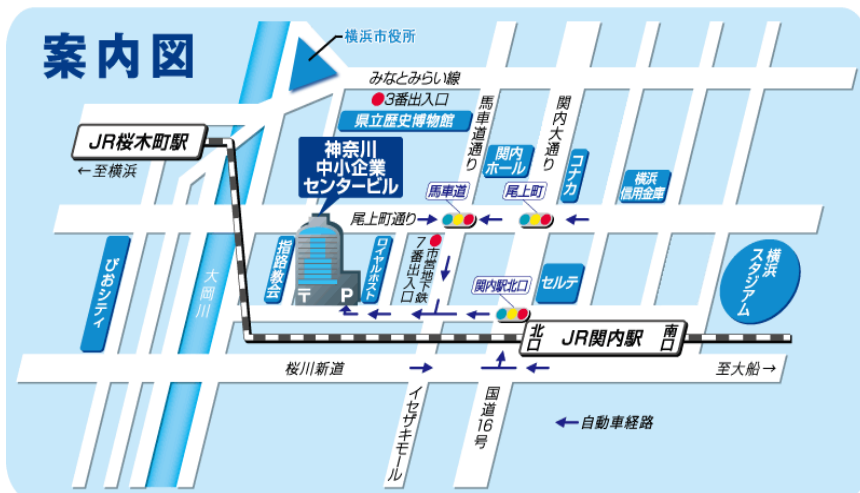 案内図
横浜市役所
みなとみらい線
3番出入口
県立歴史博物館
馬車道通り
関内大通り
JR桜木町駅
←至横浜
神奈川
中小企業
センタービル
関内
ホール
コナカ
横浜
信用金庫
馬車道
尾上町
尾上町通り
ぴおシティ
大岡川
指路教会
〒
P
ロイヤルホスト
市営地下鉄
7番出入口
関内駅北口
セルテ
横浜
スタジアム
北口
JR関内駅
南口
桜川新道
至大船→
イセザキモール
国道16号
←自動車経路